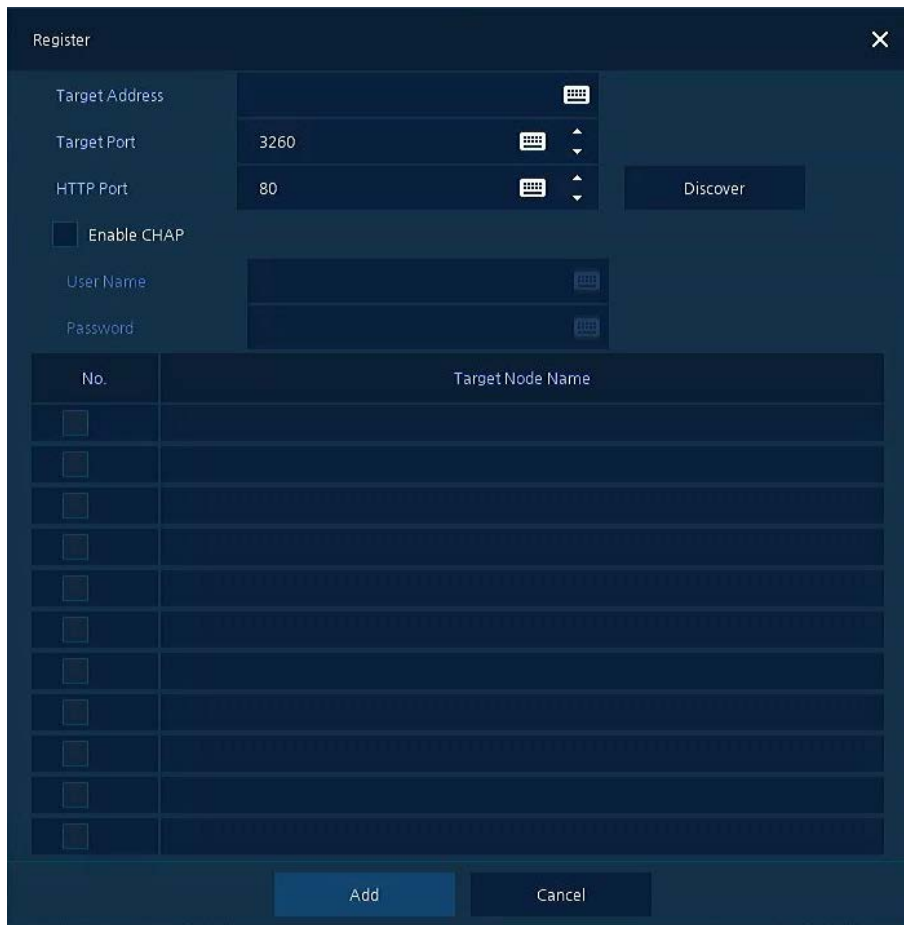 Register
Target Address
Target Port 3260
HTTP Port 80 Discover
Enable CHAP
User Name
Password
No. Target Node Name
Add Cancel